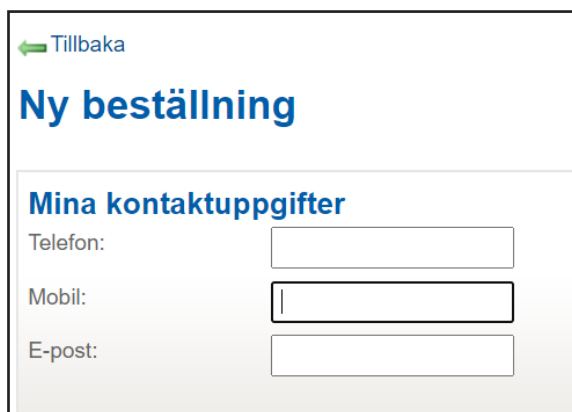 Tillbaka
Ny beställning
Mina kontaktuppgifter
Telefon:
Mobil:
E-post: